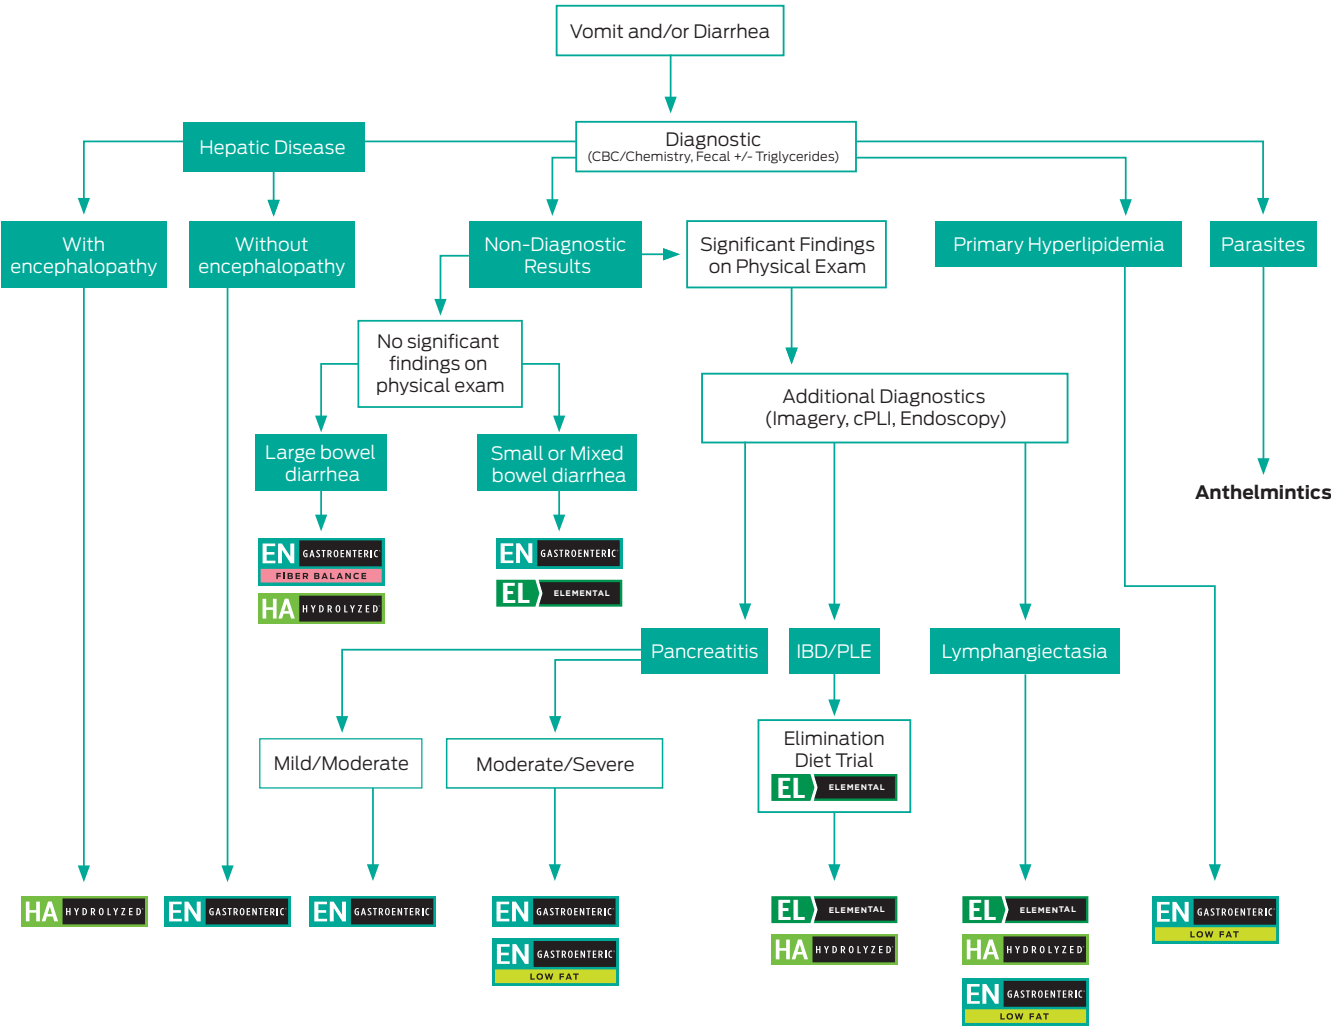 Vomit and/or Diarrhea
Diagnostic
(CBC/Chemistry, Fecal +/- Triglycerides)
Hepatic Disease
With
encephalopathy
Without
encephalopathy
Non-Diagnostic
Results
Significant Findings
on Physical Exam
Primary Hyperlipidemia
Parasites
No significant
findings on
physical exam
Additional Diagnostics
(Imagery, cPLI, Endoscopy)
Large bowel
diarrhea
Small or Mixed
bowel diarrhea
Anthelmintics
EN GASTROENTERIC
FIBER BALANCE
HA HYDROLYZED
EN GASTROENTERIC
EL ELEMENTAL
Pancreatitis
IBD/PLE
Lymphangiectasia
Mild/Moderate
Moderate/Severe
Elimination
Diet Trial
EL ELEMENTAL
HA HYDROLYZED
EN GASTROENTERIC
EN GASTROENTERIC
EN GASTROENTERIC
EN GASTROENTERIC
LOW FAT
EL ELEMENTAL
HA HYDROLYZED
EL ELEMENTAL
HA HYDROLYZED
EN GASTROENTERIC
LOW FAT
EN GASTROENTERIC
LOW FAT